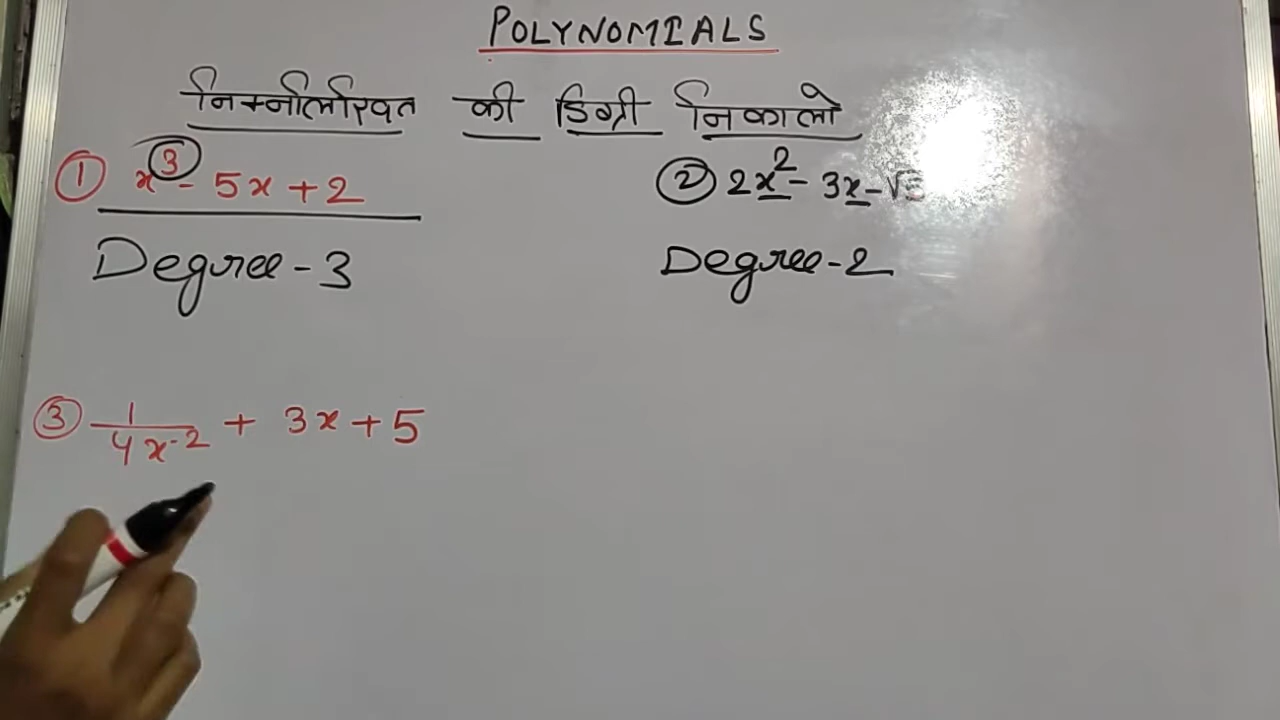 POLYNOMIALS
निम्नलिखित की डिग्री निकालो
① x³ - 5x + 2
② 2x² - 3x - √
Degree - 3
Degree - 2
③ 1/4x⁻² + 3x + 5